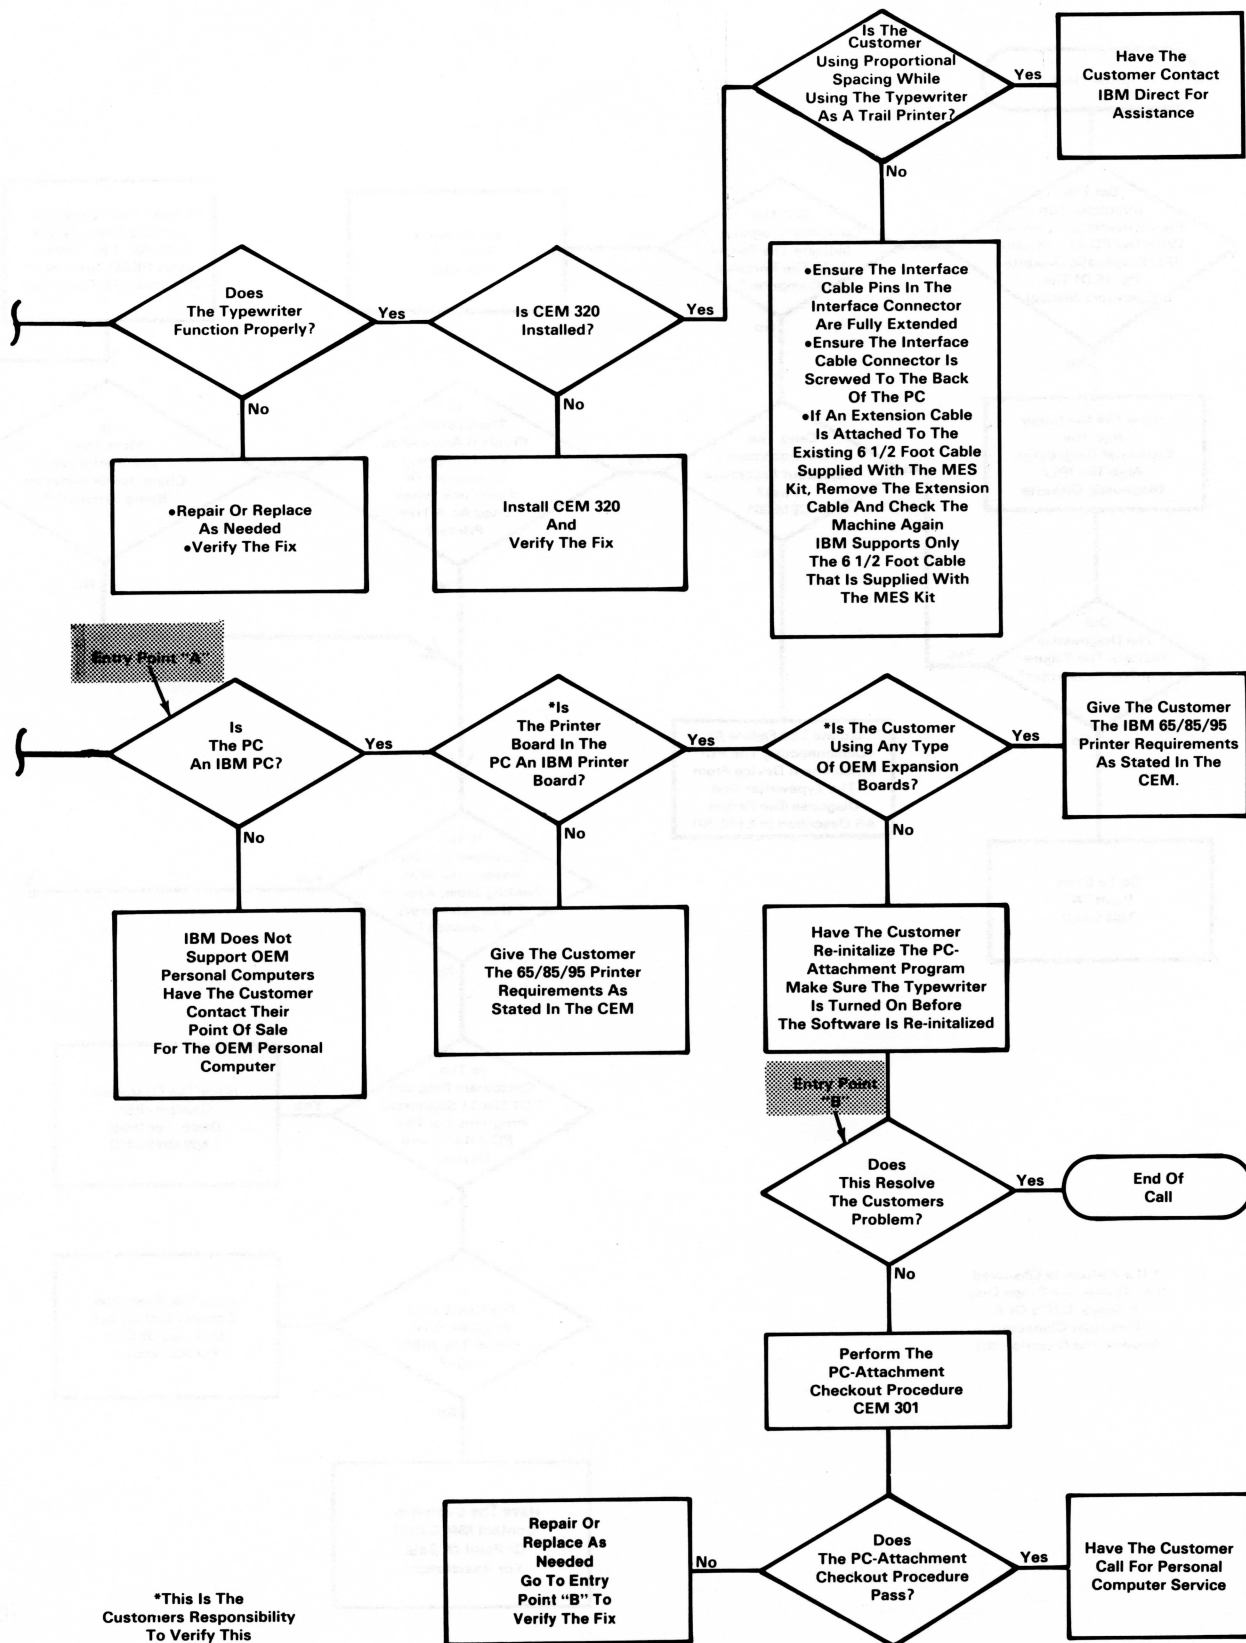 Is The
Customer
Using Proportional
Spacing While
Using The Typewriter
As A Trail Printer?
Yes
Have The
Customer Contact
IBM Direct For
Assistance
No
Does
The Typewriter
Function Properly?
Yes
Is CEM 320
Installed?
Yes
No
No
•Repair Or Replace
As Needed
•Verify The Fix
Install CEM 320
And
Verify The Fix
•Ensure The Interface
Cable Pins In The
Interface Connector
Are Fully Extended
•Ensure The Interface
Cable Connector Is
Screwed To The Back
Of The PC
•If An Extension Cable
Is Attached To The
Existing 6 1/2 Foot Cable
Supplied With The MES
Kit, Remove The Extension
Cable And Check The
Machine Again
IBM Supports Only
The 6 1/2 Foot Cable
That Is Supplied With
The MES Kit
Entry Point "A"
Is
The PC
An IBM PC?
Yes
*Is
The Printer
Board In The
PC An IBM Printer
Board?
Yes
*Is The Customer
Using Any Type
Of OEM Expansion
Boards?
Yes
Give The Customer
The IBM 65/85/95
Printer Requirements
As Stated In The
CEM.
No
No
No
IBM Does Not
Support OEM
Personal Computers
Have The Customer
Contact Their
Point Of Sale
For The OEM Personal
Computer
Give The Customer
The 65/85/95 Printer
Requirements As
Stated In The CEM
Have The Customer
Re-initalize The PC-
Attachment Program
Make Sure The Typewriter
Is Turned On Before
The Software Is Re-initalized
Entry Point
"B"
Does
This Resolve
The Customers
Problem?
Yes
End Of
Call
No
Perform The
PC-Attachment
Checkout Procedure
CEM 301
Does
The PC-Attachment
Checkout Procedure
Pass?
No
Repair Or
Replace As
Needed
Go To Entry
Point "B" To
Verify The Fix
Yes
Have The Customer
Call For Personal
Computer Service
*This Is The
Customers Responsibility
To Verify This